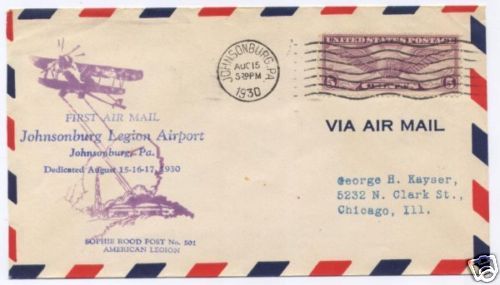 JOHNSONBURG, PA.
AUG 15
5 30 PM
1930
UNITED STATES POSTAGE
5 5
FIRST AIR MAIL
Johnsonburg Legion Airport
Johnsonburg, Pa.
Dedicated August 15-16-17, 1930
SOPHIE ROOD POST No. 501
AMERICAN LEGION
VIA AIR MAIL
George H. Kayser,
5232 N. Clark St.,
Chicago, Ill.